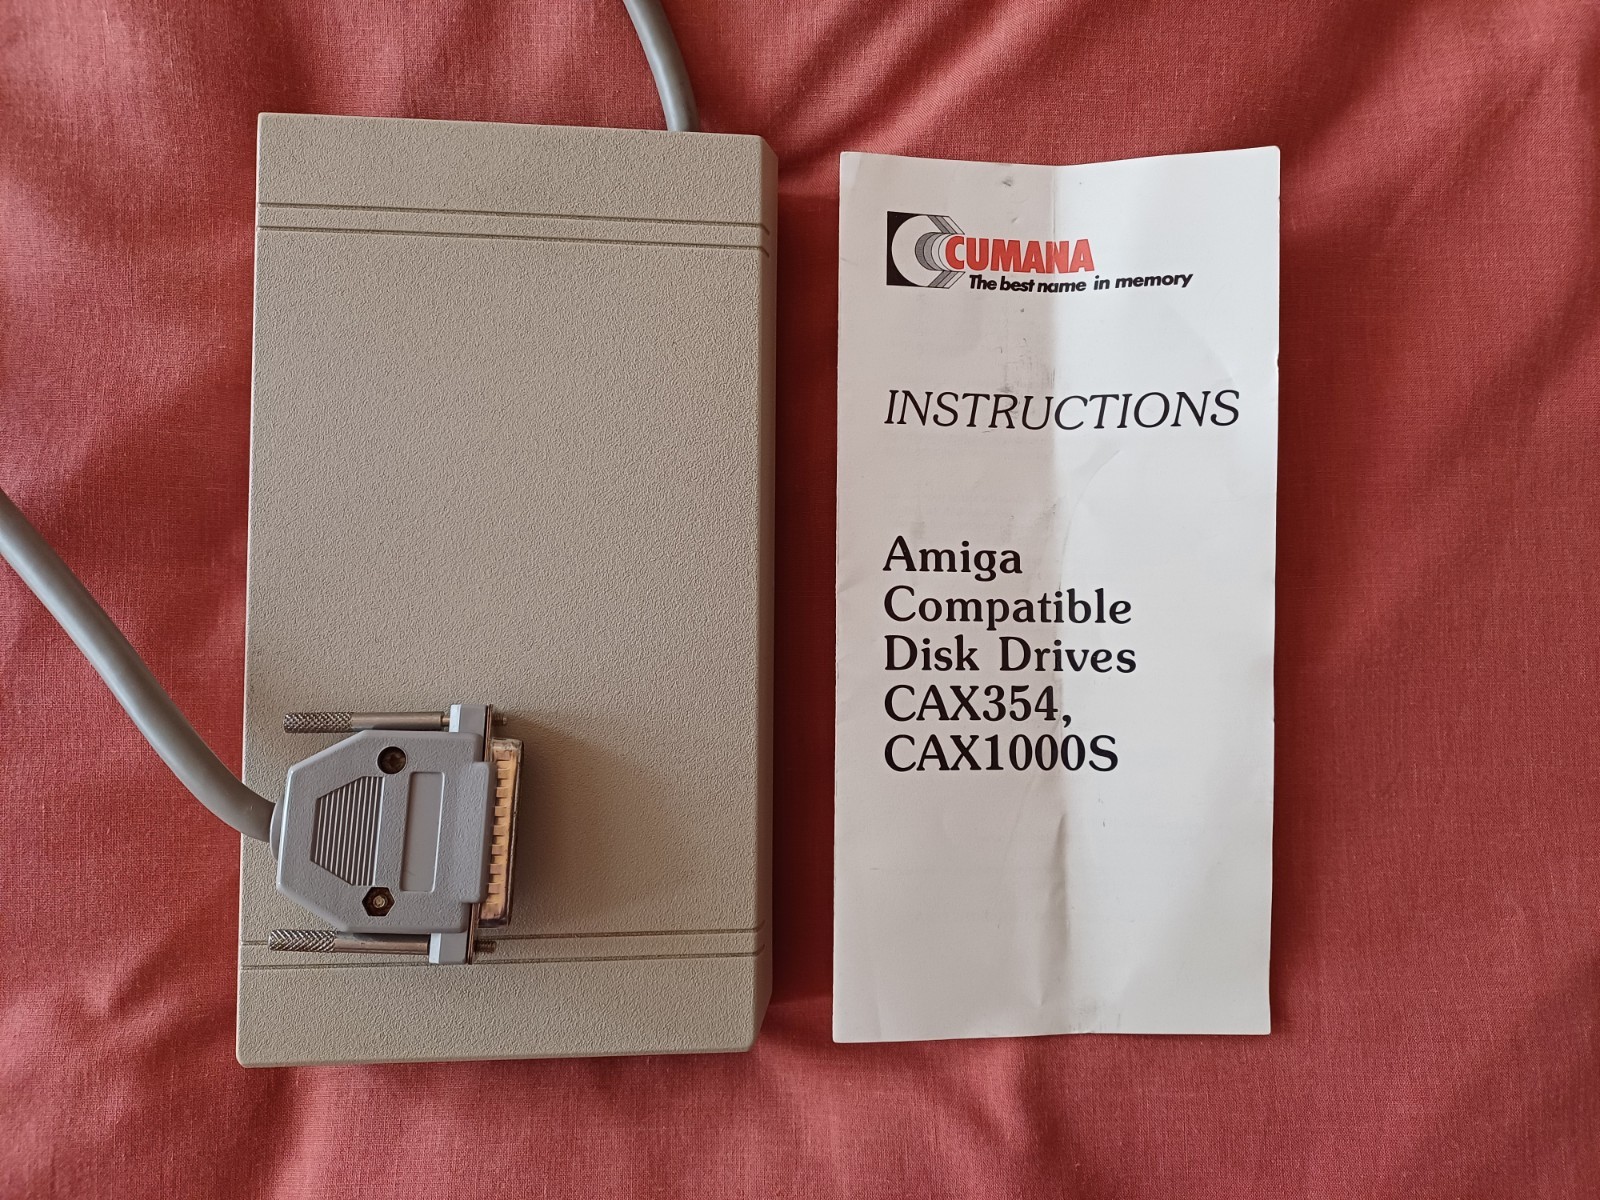 CUMANA
The best name in memory
INSTRUCTIONS
Amiga
Compatible
Disk Drives
CAX354,
CAX1000S